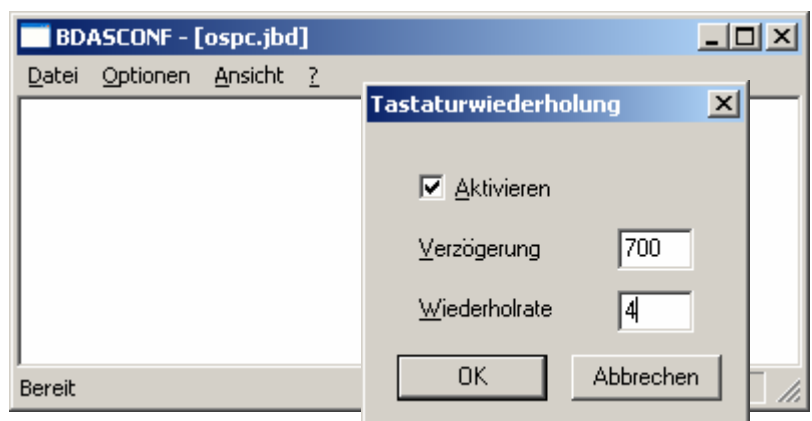 BDASCONF - [ospc.jbd]
Datei Optionen Ansicht ?
Tastaturwiederholung
Aktivieren
Verzögerung 700
Wiederholrate 4
OK Abbrechen
Bereit